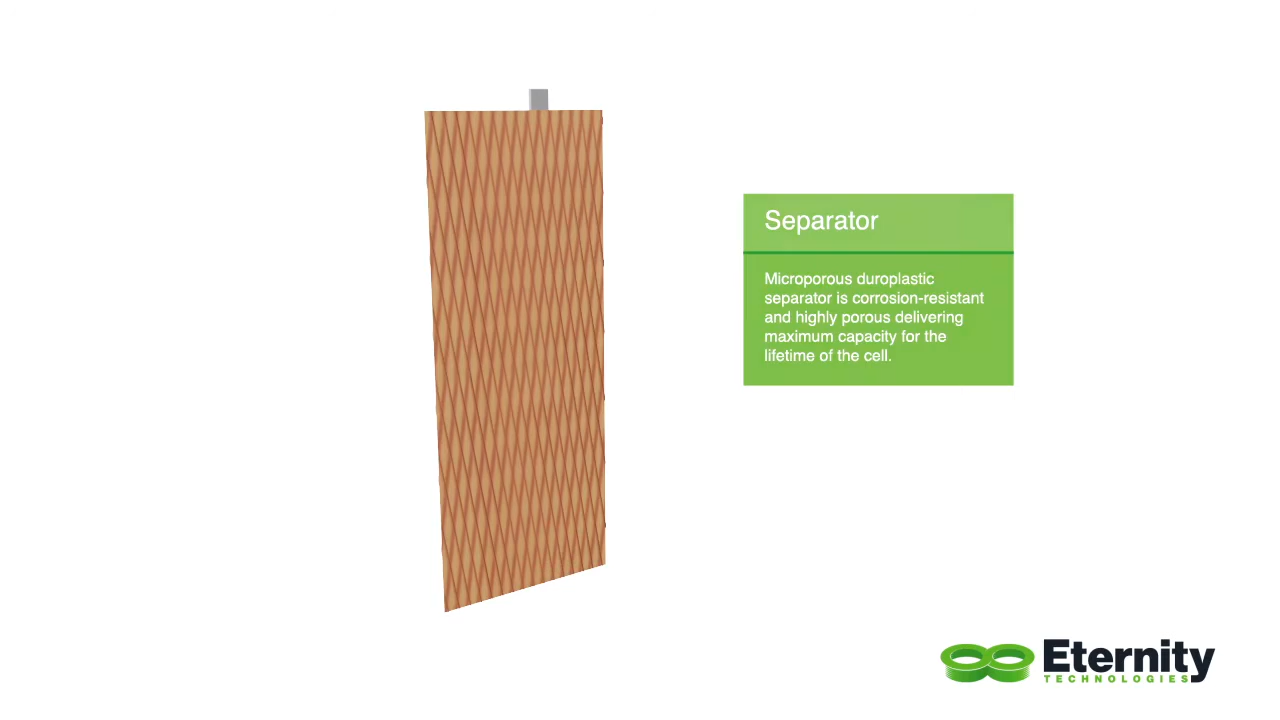 Separator
Microporous duroplastic
separator is corrosion-resistant
and highly porous delivering
maximum capacity for the
lifetime of the cell.
Eternity
TECHNOLOGIES